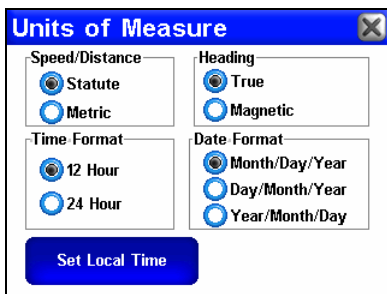 Units of Measure
Speed/Distance
Statute
Metric
Heading
True
Magnetic
Time Format
12 Hour
24 Hour
Date Format
Month/Day/Year
Day/Month/Year
Year/Month/Day
Set Local Time